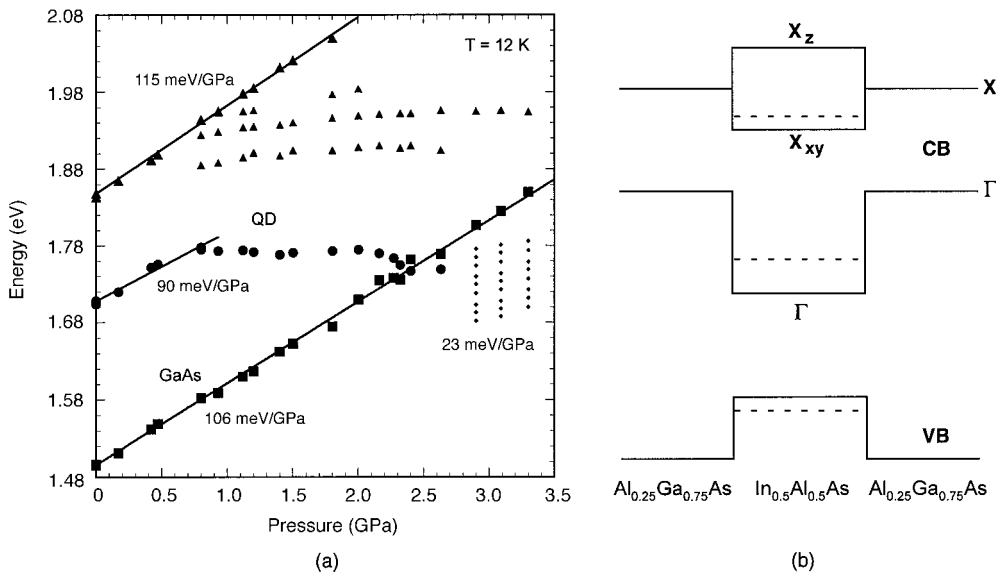 2.08
1.98
1.88
1.78
1.68
1.58
1.48
Energy (eV)
T = 12 K
115 meV/GPa
QD
90 meV/GPa
GaAs
106 meV/GPa
23 meV/GPa
0 0.5 1.0 1.5 2.0 2.5 3.0 3.5
Pressure (GPa)
(a)
Xz
X
Xxy
CB
Γ
Γ
VB
Al0.25Ga0.75As In0.5Al0.5As Al0.25Ga0.75As
(b)